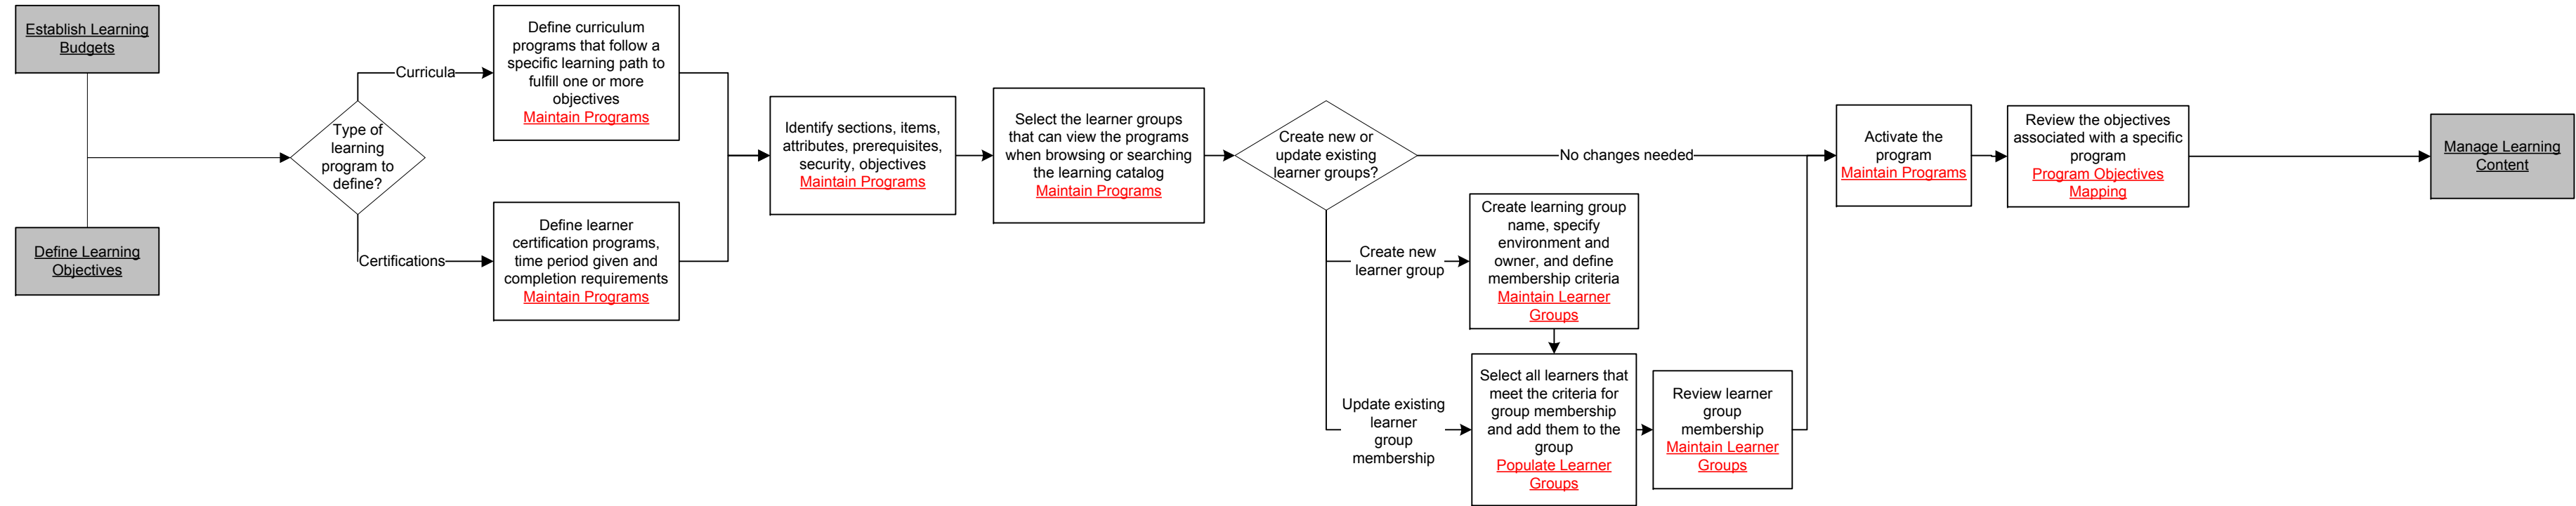 Establish Learning
Budgets
Define Learning
Objectives
Type of
learning
program to
define?
Curricula
Certifications
Define curriculum
programs that follow a
specific learning path to
fulfill one or more
objectives
Maintain Programs
Define learner
certification programs,
time period given and
completion requirements
Maintain Programs
Identify sections, items,
attributes, prerequisites,
security, objectives
Maintain Programs
Select the learner groups
that can view the programs
when browsing or searching
the learning catalog
Maintain Programs
Create new or
update existing
learner groups?
No changes needed
Create new
learner group
Create learning group
name, specify
environment and
owner, and define
membership criteria
Maintain Learner
Groups
Update existing
learner
group
membership
Select all learners that
meet the criteria for
group membership
and add them to the
group
Populate Learner
Groups
Review learner
group
membership
Maintain Learner
Groups
Activate the
program
Maintain Programs
Review the objectives
associated with a specific
program
Program Objectives
Mapping
Manage Learning
Content